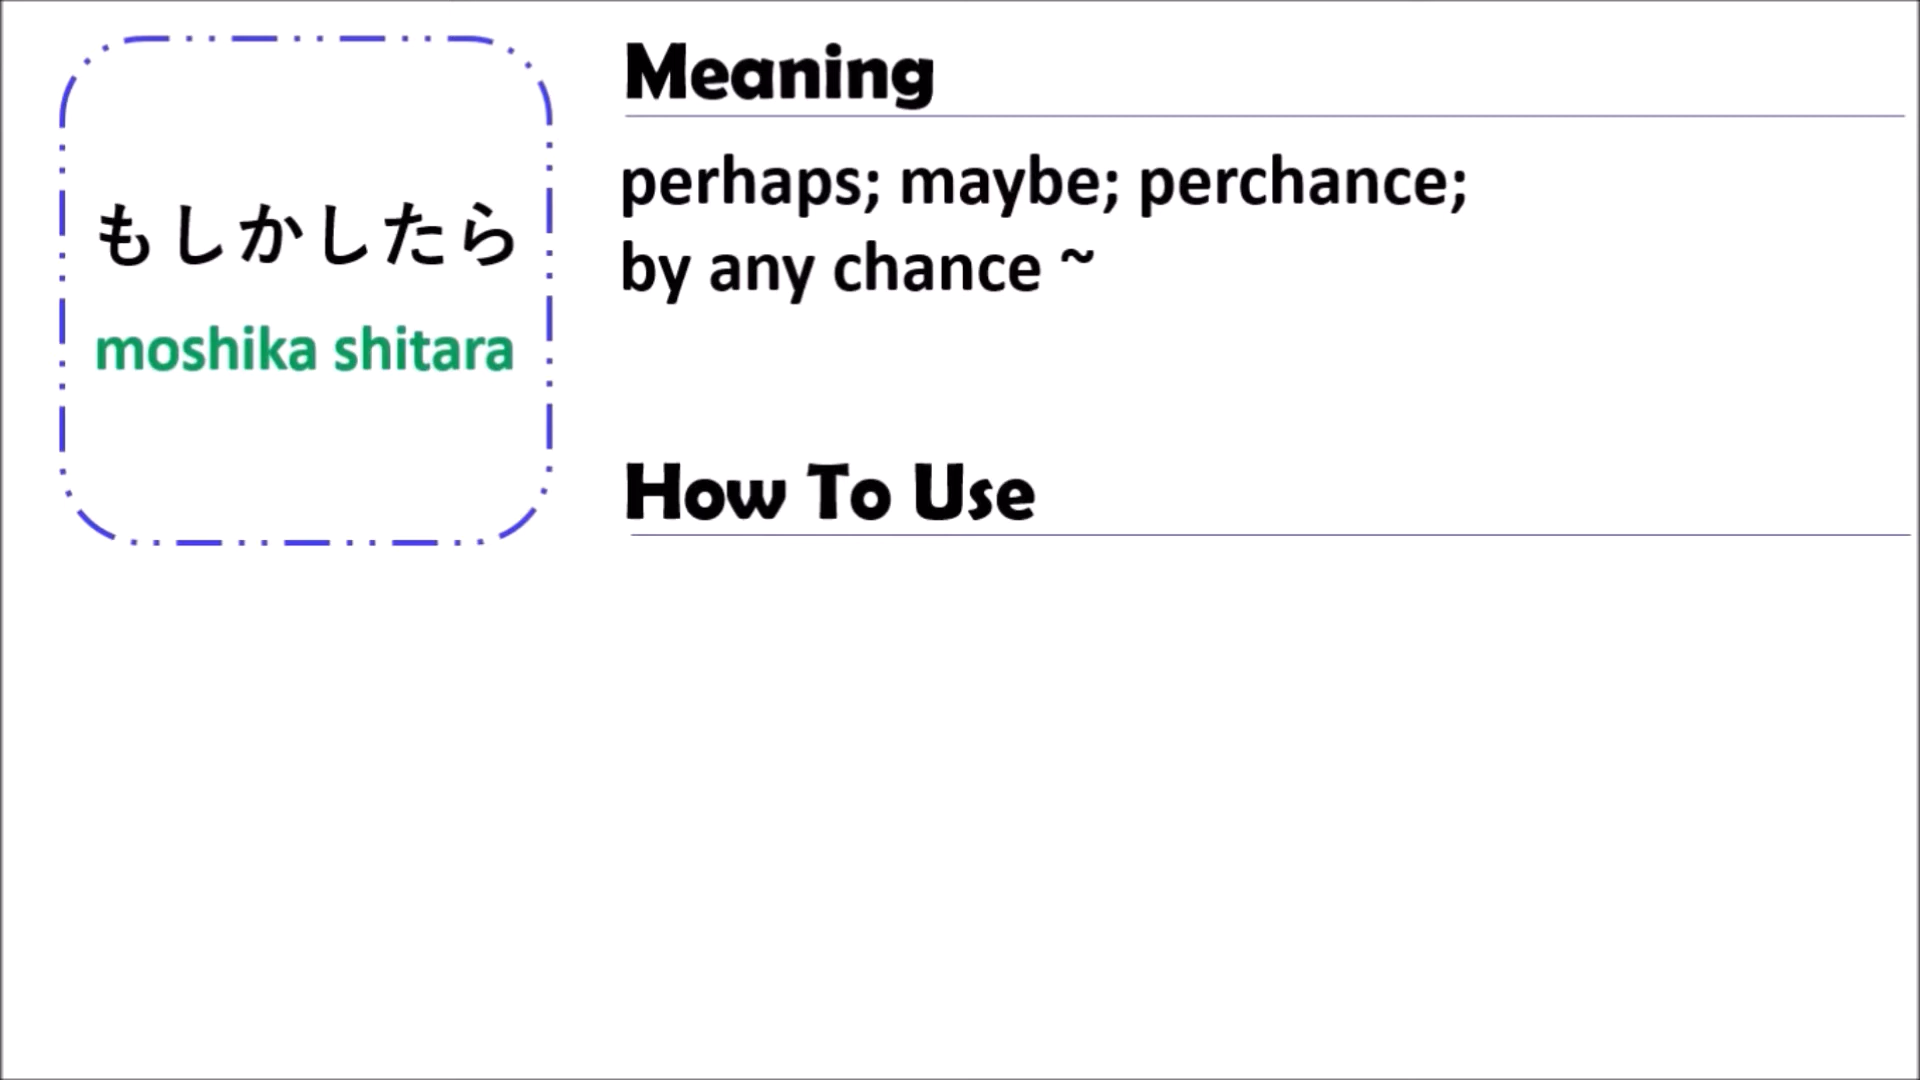 もしかしたら
moshika shitara
Meaning
perhaps; maybe; perchance;
by any chance ~
How To Use